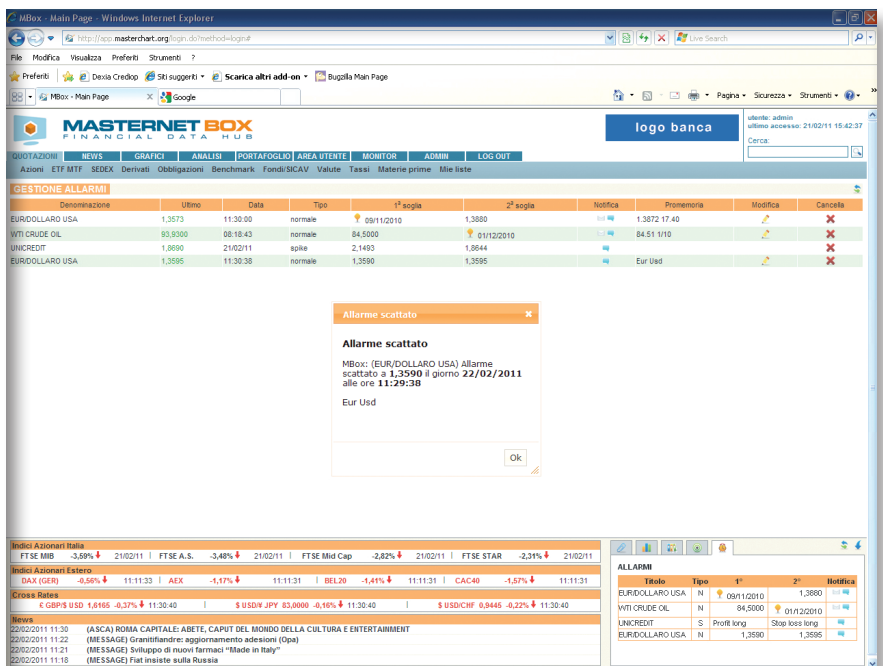 MBox - Main Page - Windows Internet Explorer
http://app.masterchart.org/login.do?method=login#
Live Search
File Modifica Visualizza Preferiti Strumenti ?
Preferiti Dexia Crediop Siti suggeriti Scarica altri add-on Bugzilla Main Page
MBox - Main Page Google Pagina Sicurezza Strumenti
MASTERNET BOX
FINANCIAL DATA HUB
logo banca
utente: admin
ultimo accesso: 21/02/11 15:42:37
Cerca:
QUOTAZIONI NEWS GRAFICI ANALISI PORTAFOGLIO AREA UTENTE MONITOR ADMIN LOG OUT
Azioni ETF MTF SEDEX Derivati Obbligazioni Benchmark Fondi/SICAV Valute Tassi Materie prime Mie liste
GESTIONE ALLARMI
Denominazione Ultimo Data Tipo 1ª soglia 2ª soglia Notifica Promemoria Modifica Cancella
EUR/DOLLARO USA 1,3573 11:30:00 normale 09/11/2010 1,3880 1.3872 17.40
WTI CRUDE OIL 93,9300 08:18:43 normale 84,5000 01/12/2010 84.51 1/10
UNICREDIT 1,8690 21/02/11 spike 2,1493 1,8644
EUR/DOLLARO USA 1,3595 11:30:38 normale 1,3590 1,3595 Eur Usd
Allarme scattato
Allarme scattato
MBox: (EUR/DOLLARO USA) Allarme
scattato a 1,3590 il giorno 22/02/2011
alle ore 11:29:38
Eur Usd
Ok
Indici Azionari Italia
FTSE MIB -3,59% 21/02/11 | FTSE A.S. -3,48% 21/02/11 | FTSE Mid Cap -2,82% 21/02/11 | FTSE STAR -2,31% 21/02/11
Indici Azionari Estero
DAX (GER) -0,56% 11:11:33 | AEX -1,17% 11:11:31 | BEL20 -1,41% 11:11:31 | CAC40 -1,57% 11:11:31
Cross Rates
£ GBP/$ USD 1,6165 -0,37% 11:30:40 | $ USD/¥ JPY 83,0000 -0,16% 11:30:40 | $ USD/CHF 0,9445 -0,22% 11:30:40
News
22/02/2011 11:30 (ASCA) ROMA CAPITALE: ABETE, CAPUT DEL MONDO DELLA CULTURA E ENTERTAINMENT
22/02/2011 11:22 (MESSAGE) Granitifiandre: aggiornamento adesioni (Opa)
22/02/2011 11:21 (MESSAGE) Sviluppo di nuovi farmaci "Made in Italy"
22/02/2011 11:18 (MESSAGE) Fiat insiste sulla Russia
ALLARMI
Titolo Tipo 1° 2° Notifica
EUR/DOLLARO USA N 09/11/2010 1,3880
WTI CRUDE OIL N 84,5000 01/12/2010
UNICREDIT S Profit long Stop loss long
EUR/DOLLARO USA N 1,3590 1,3595